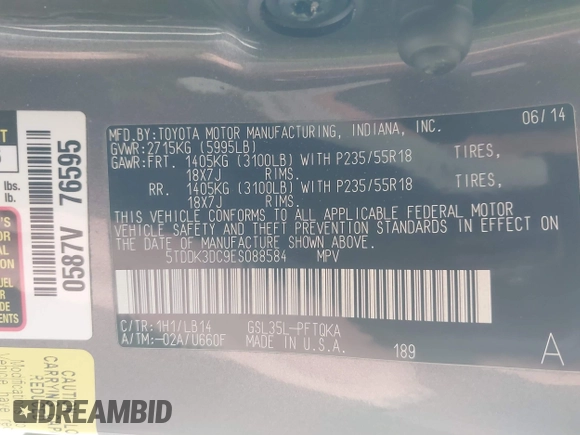 MFD.BY:TOYOTA MOTOR MANUFACTURING, INDIANA, INC. 06/14
GVWR:2715KG (5995LB)
GAWR:FRT. 1405KG (3100LB) WITH P235/55R18 TIRES,
18X7J RIMS.
RR. 1405KG (3100LB) WITH P235/55R18 TIRES,
18X7J RIMS.
THIS VEHICLE CONFORMS TO ALL APPLICABLE FEDERAL MOTOR
VEHICLE SAFETY AND THEFT PREVENTION STANDARDS IN EFFECT ON
THE DATE OF MANUFACTURE SHOWN ABOVE.
5TDDK3DC9ES088584 MPV
C/TR:1H1/LB14 GSL35L-PFTQKA
A/TM:-02A/U660F MADE IN U.S.A.
189 A
lbs.
lbs.
0587V 76595
DREAMBID